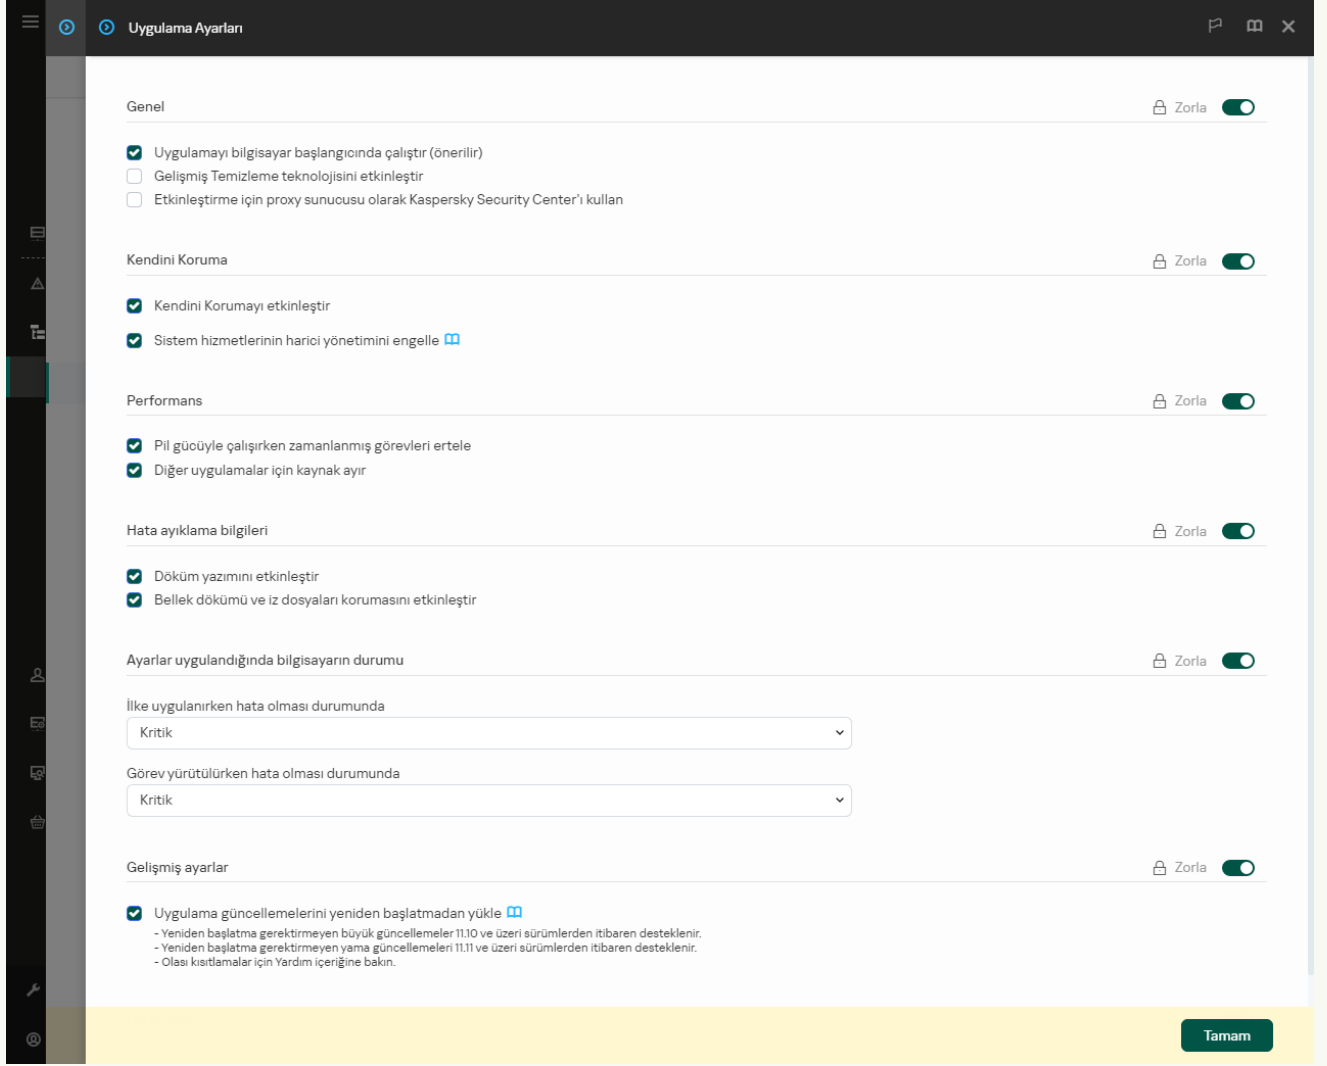 Uygulama Ayarları
Genel
Zorla
Uygulamayı bilgisayar başlangıcında çalıştır (önerilir)
Gelişmiş Temizleme teknolojisini etkinleştir
Etkinleştirme için proxy sunucusu olarak Kaspersky Security Center'ı kullan
Kendini Koruma
Zorla
Kendini Korumayı etkinleştir
Sistem hizmetlerinin harici yönetimini engelle
Performans
Zorla
Pil gücüyle çalışırken zamanlanmış görevleri ertele
Diğer uygulamalar için kaynak ayır
Hata ayıklama bilgileri
Zorla
Döküm yazımını etkinleştir
Bellek dökümü ve iz dosyaları korumasını etkinleştir
Ayarlar uygulandığında bilgisayarın durumu
Zorla
İlke uygulanırken hata olması durumunda
Kritik
Görev yürütülürken hata olması durumunda
Kritik
Gelişmiş ayarlar
Zorla
Uygulama güncellemelerini yeniden başlatmadan yükle
- Yeniden başlatma gerektirmeyen büyük güncellemeler 11.10 ve üzeri sürümlerden itibaren desteklenir.
- Yeniden başlatma gerektirmeyen yama güncellemeleri 11.11 ve üzeri sürümlerden itibaren desteklenir.
- Olası kısıtlamalar için Yardım içeriğine bakın.
Tamam